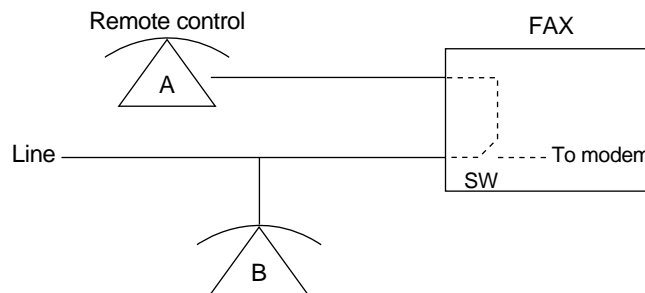 Remote control
FAX
A
Line
To modem
SW
B